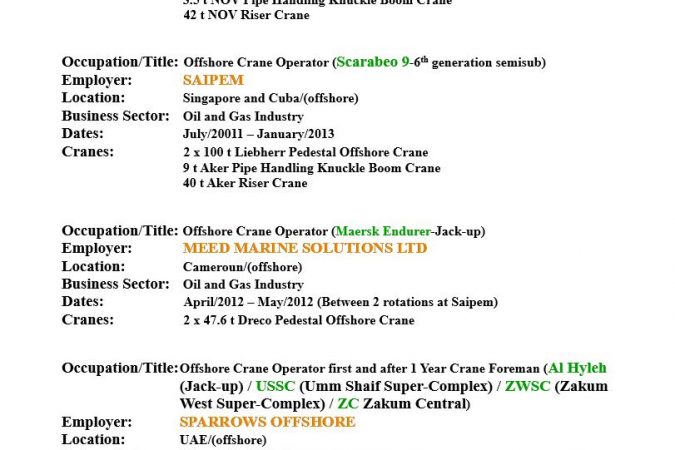 3.5 t NOV Pipe Handling Knuckle Boom Crane
42 t NOV Riser Crane
Occupation/Title: Offshore Crane Operator (Scarabeo 9-6th generation semisub)
Employer: SAIPEM
Location: Singapore and Cuba/(offshore)
Business Sector: Oil and Gas Industry
Dates: July/20011 – January/2013
Cranes: 2 x 100 t Liebherr Pedestal Offshore Crane
9 t Aker Pipe Handling Knuckle Boom Crane
40 t Aker Riser Crane
Occupation/Title: Offshore Crane Operator (Maersk Endurer-Jack-up)
Employer: MEED MARINE SOLUTIONS LTD
Location: Cameroun/(offshore)
Business Sector: Oil and Gas Industry
Dates: April/2012 – May/2012 (Between 2 rotations at Saipem)
Cranes: 2 x 47.6 t Dreco Pedestal Offshore Crane
Occupation/Title: Offshore Crane Operator first and after 1 Year Crane Foreman (Al Hyleh
(Jack-up) / USSC (Umm Shaif Super-Complex) / ZWSC (Zakum
West Super-Complex) / ZC Zakum Central)
Employer: SPARROWS OFFSHORE
Location: UAE/(offshore)